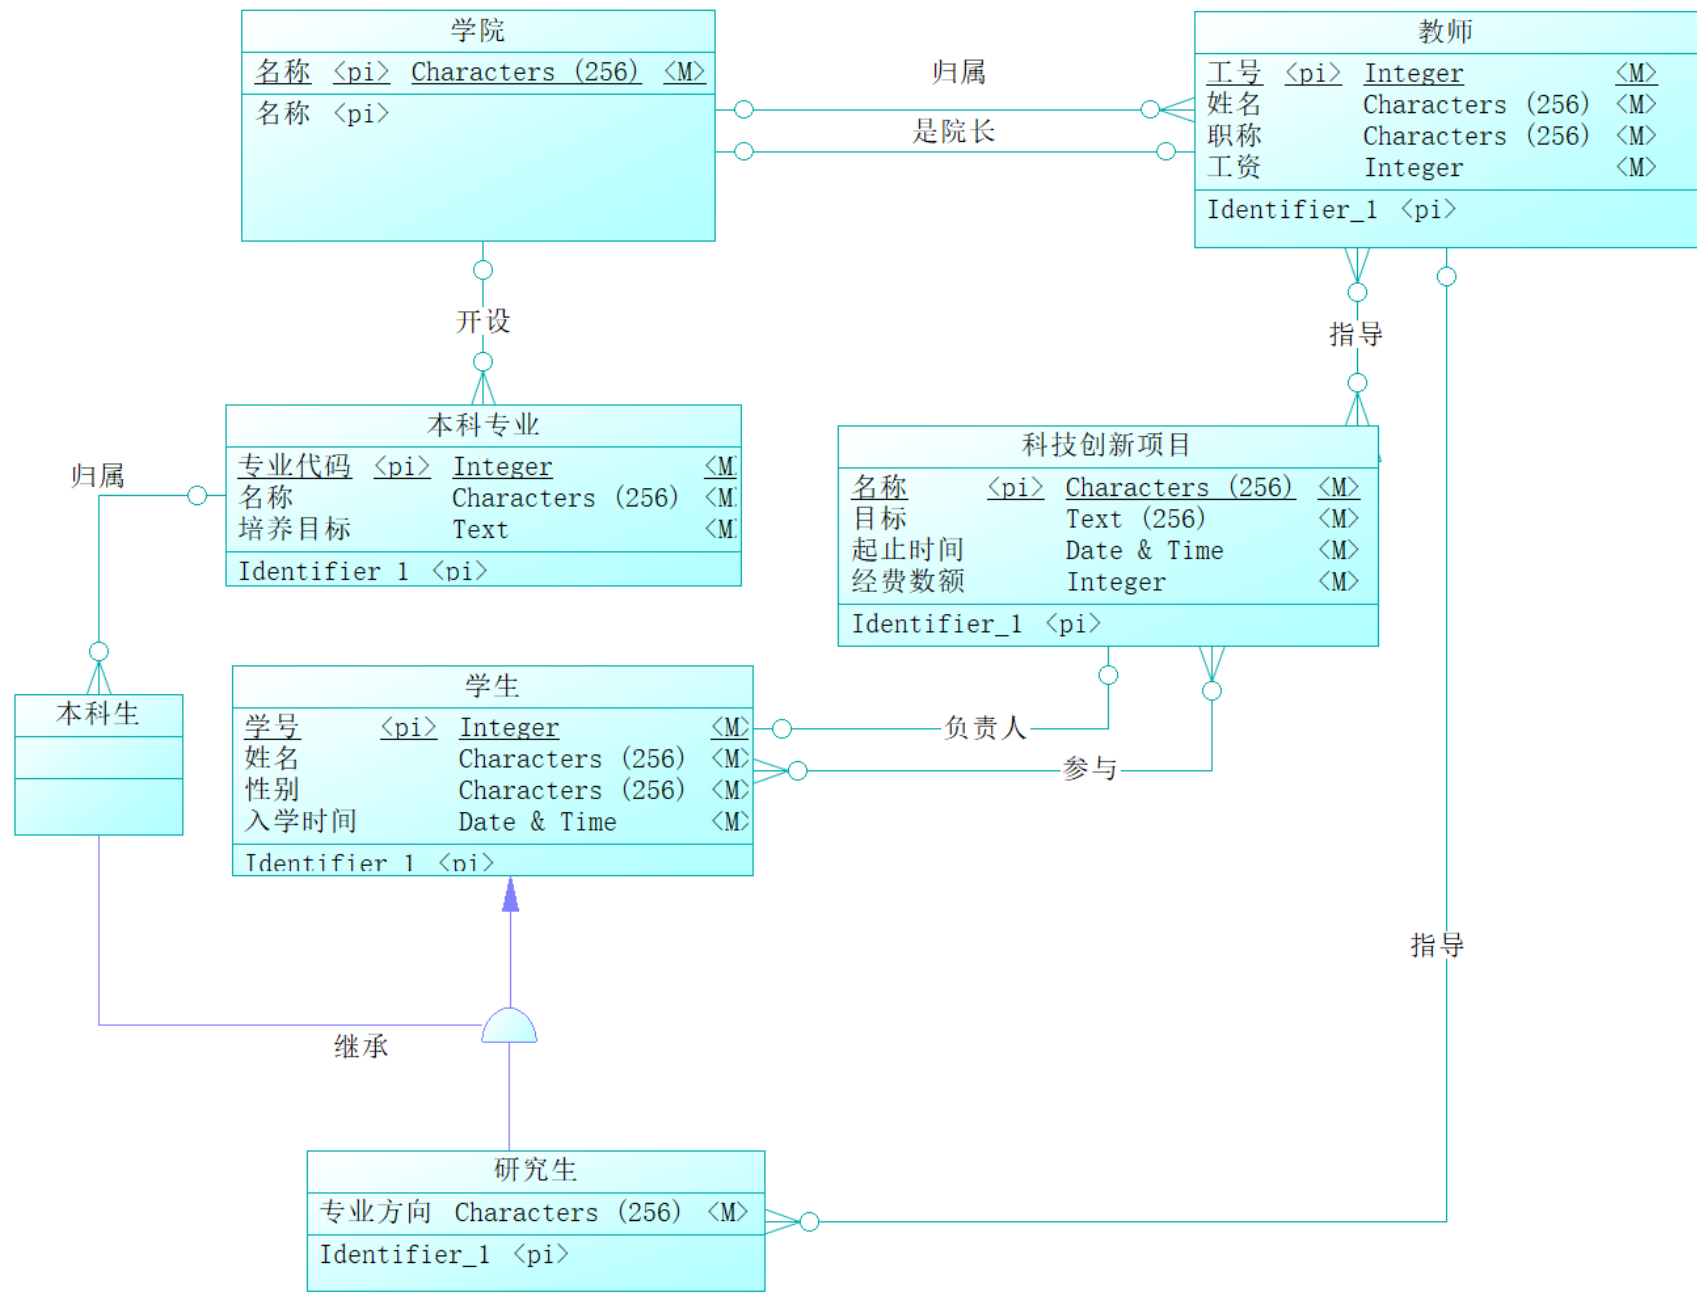 学院
名称 <pi> Characters (256) <M>
名称 <pi>
教师
工号 <pi> Integer <M>
姓名 Characters (256) <M>
职称 Characters (256) <M>
工资 Integer <M>
Identifier_1 <pi>
归属
是院长
开设
指导
本科专业
专业代码 <pi> Integer <M>
名称 Characters (256) <M
培养目标 Text <M
Identifier 1 <pi>
归属
科技创新项目
名称 <pi> Characters (256) <M>
目标 Text (256) <M>
起止时间 Date & Time <M>
经费数额 Integer <M>
Identifier_1 <pi>
本科生
学生
学号 <pi> Integer <M>
姓名 Characters (256) <M>
性别 Characters (256) <M>
入学时间 Date & Time <M>
Identifier 1 <pi>
负责人
参与
指导
继承
研究生
专业方向 Characters (256) <M>
Identifier_1 <pi>